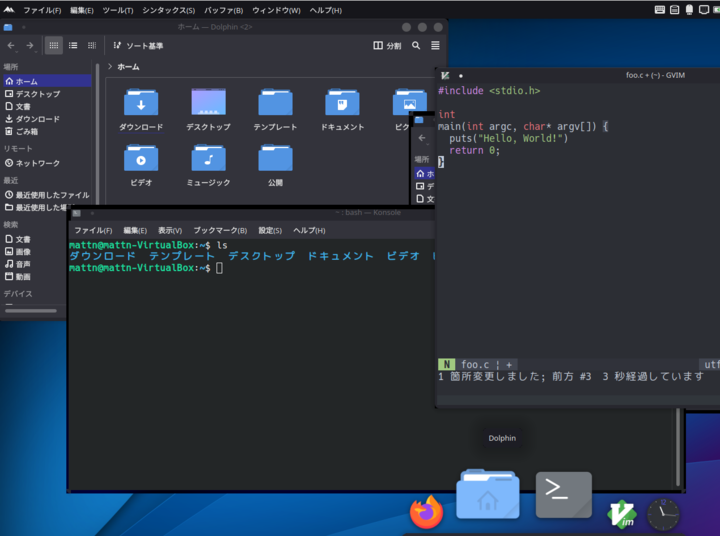 ファイル(F) 編集(E) ツール(T) シンタックス(S) バッファ(B) ウィンドウ(W) ヘルプ(H)
ホーム — Dolphin <2>
ソート基準 分割
場所
ホーム
デスクトップ
文書
ダウンロード
ごみ箱
リモート
ネットワーク
最近
最近使用したファイル
最近使用した場
検索
文書
画像
音声
動画
デバイス
ホーム
ダウンロード デスクトップ テンプレート ドキュメント ピク
ビデオ ミュージック 公開
場所
ホ
デ
文
~ : bash — Konsole
ファイル(F) 編集(E) 表示(V) ブックマーク(B) 設定(S) ヘルプ(H)
mattn@mattn-VirtualBox:~$ ls
ダウンロード テンプレート デスクトップ ドキュメント ビデオ
mattn@mattn-VirtualBox:~$
foo.c + (~) - GVIM
#include <stdio.h>
int
main(int argc, char* argv[]) {
puts("Hello, World!")
return 0;
}
N foo.c ¦ + utf
1 箇所変更しました; 前方 #3 3 秒経過しています
Dolphin
Vim